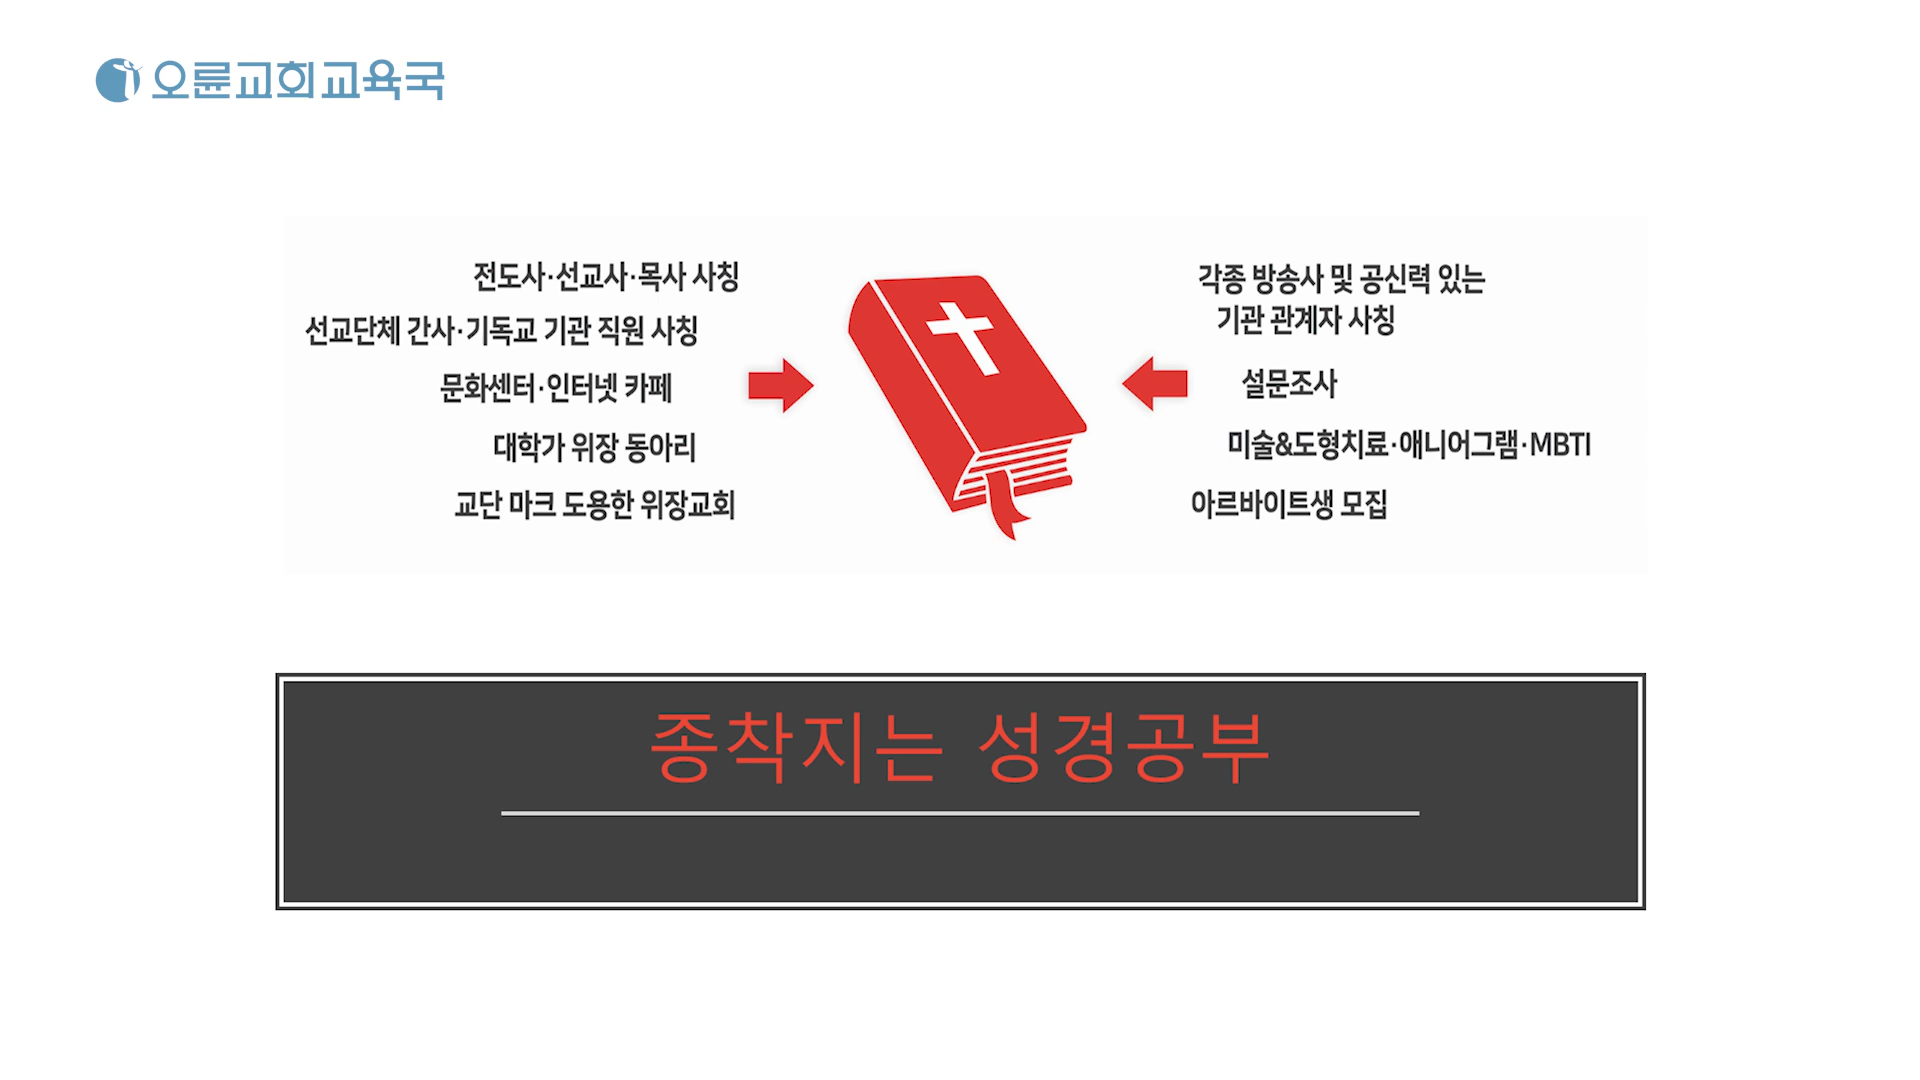 오륜교회교육국
전도사·선교사·목사 사칭
선교단체 간사·기독교 기관 직원 사칭
문화센터·인터넷 카페
대학가 위장 동아리
교단 마크 도용한 위장교회
각종 방송사 및 공신력 있는
기관 관계자 사칭
설문조사
미술&도형치료·애니어그램·MBTI
아르바이트생 모집
종착지는 성경공부